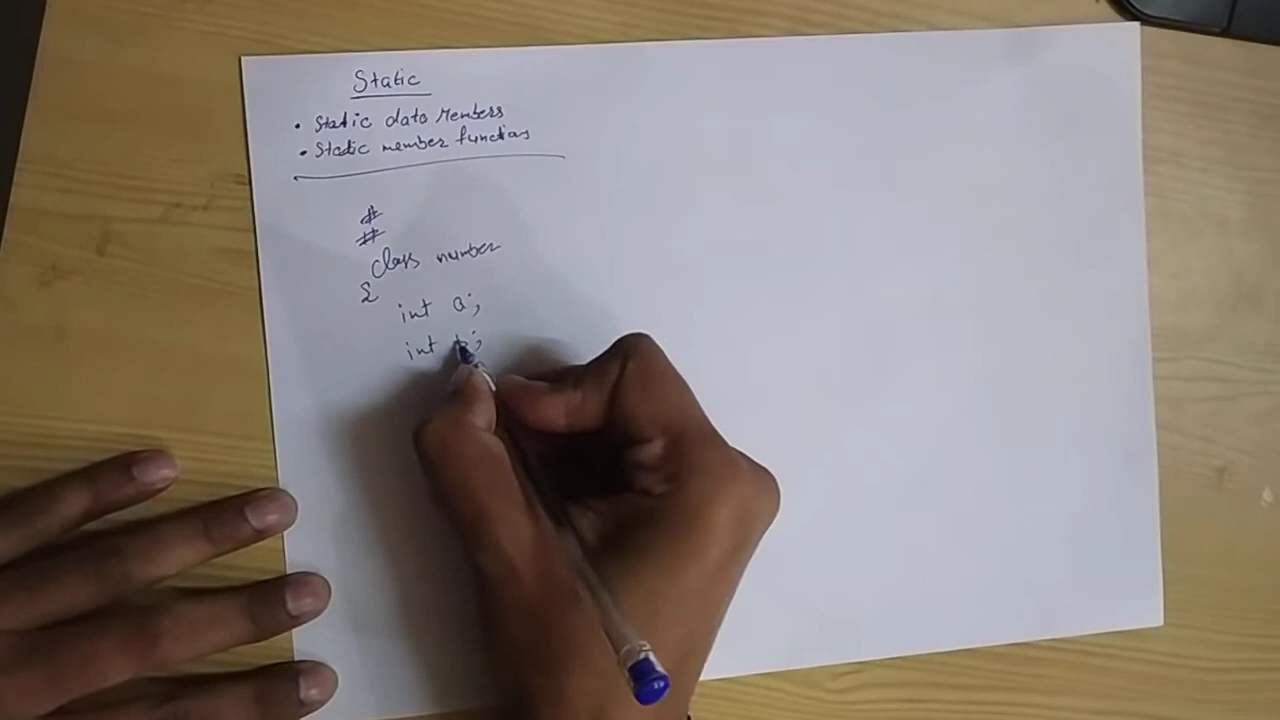 Static
• Static data Members
• Static member functions
#
#
class number
{
int a;
int b;